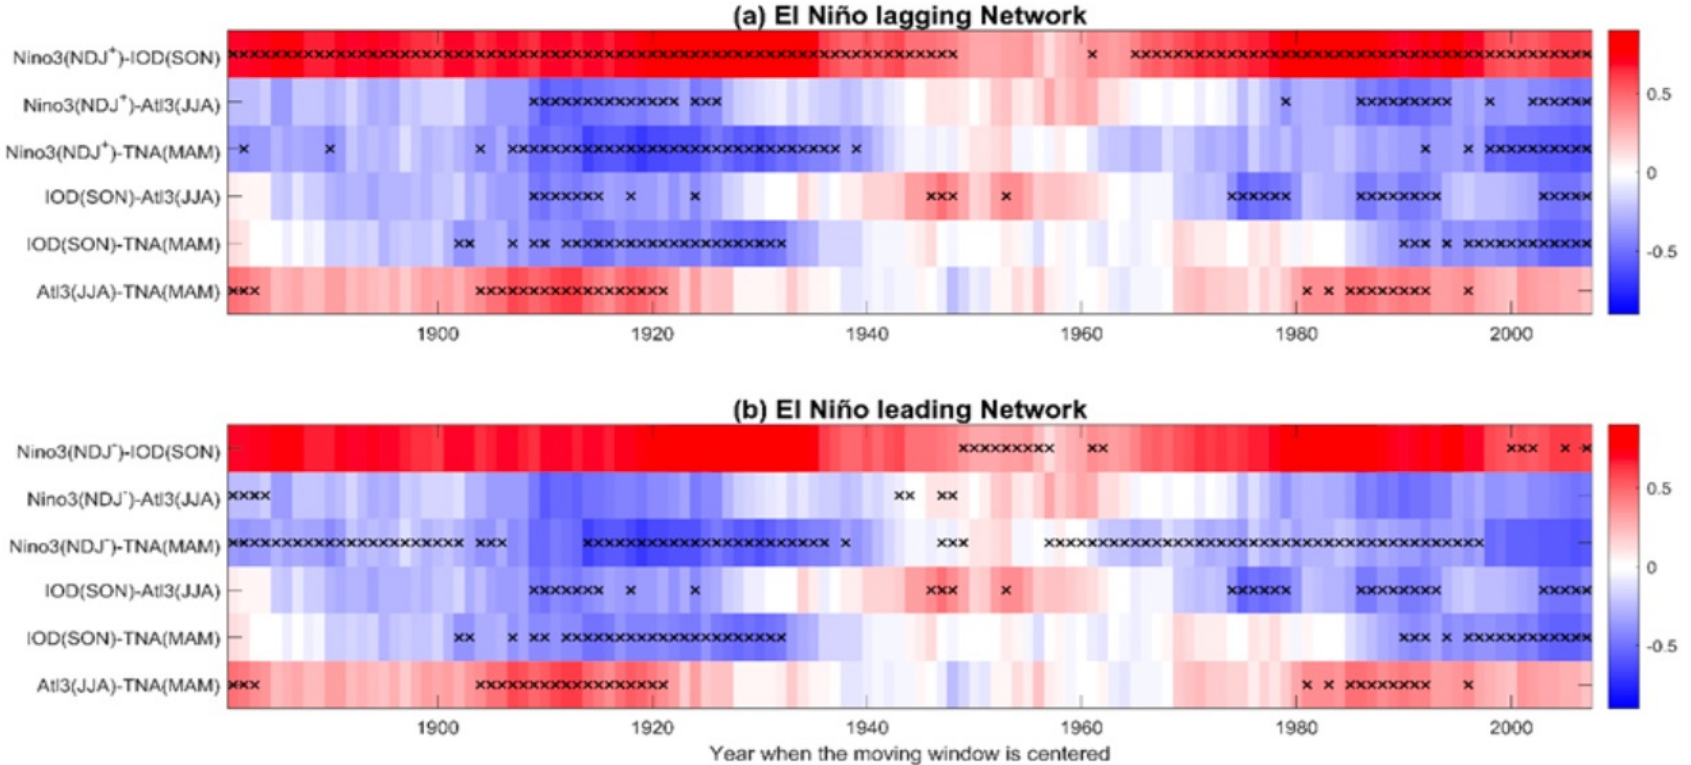 (a) El Niño lagging Network
Nino3(NDJ⁺)-IOD(SON)
Nino3(NDJ⁺)-Atl3(JJA)
Nino3(NDJ⁺)-TNA(MAM)
IOD(SON)-Atl3(JJA)
IOD(SON)-TNA(MAM)
Atl3(JJA)-TNA(MAM)
0.5
0
-0.5
1900 1920 1940 1960 1980 2000
(b) El Niño leading Network
Nino3(NDJ⁻)-IOD(SON)
Nino3(NDJ⁻)-Atl3(JJA)
Nino3(NDJ⁻)-TNA(MAM)
IOD(SON)-Atl3(JJA)
IOD(SON)-TNA(MAM)
Atl3(JJA)-TNA(MAM)
0.5
0
-0.5
1900 1920 1940 1960 1980 2000
Year when the moving window is centered